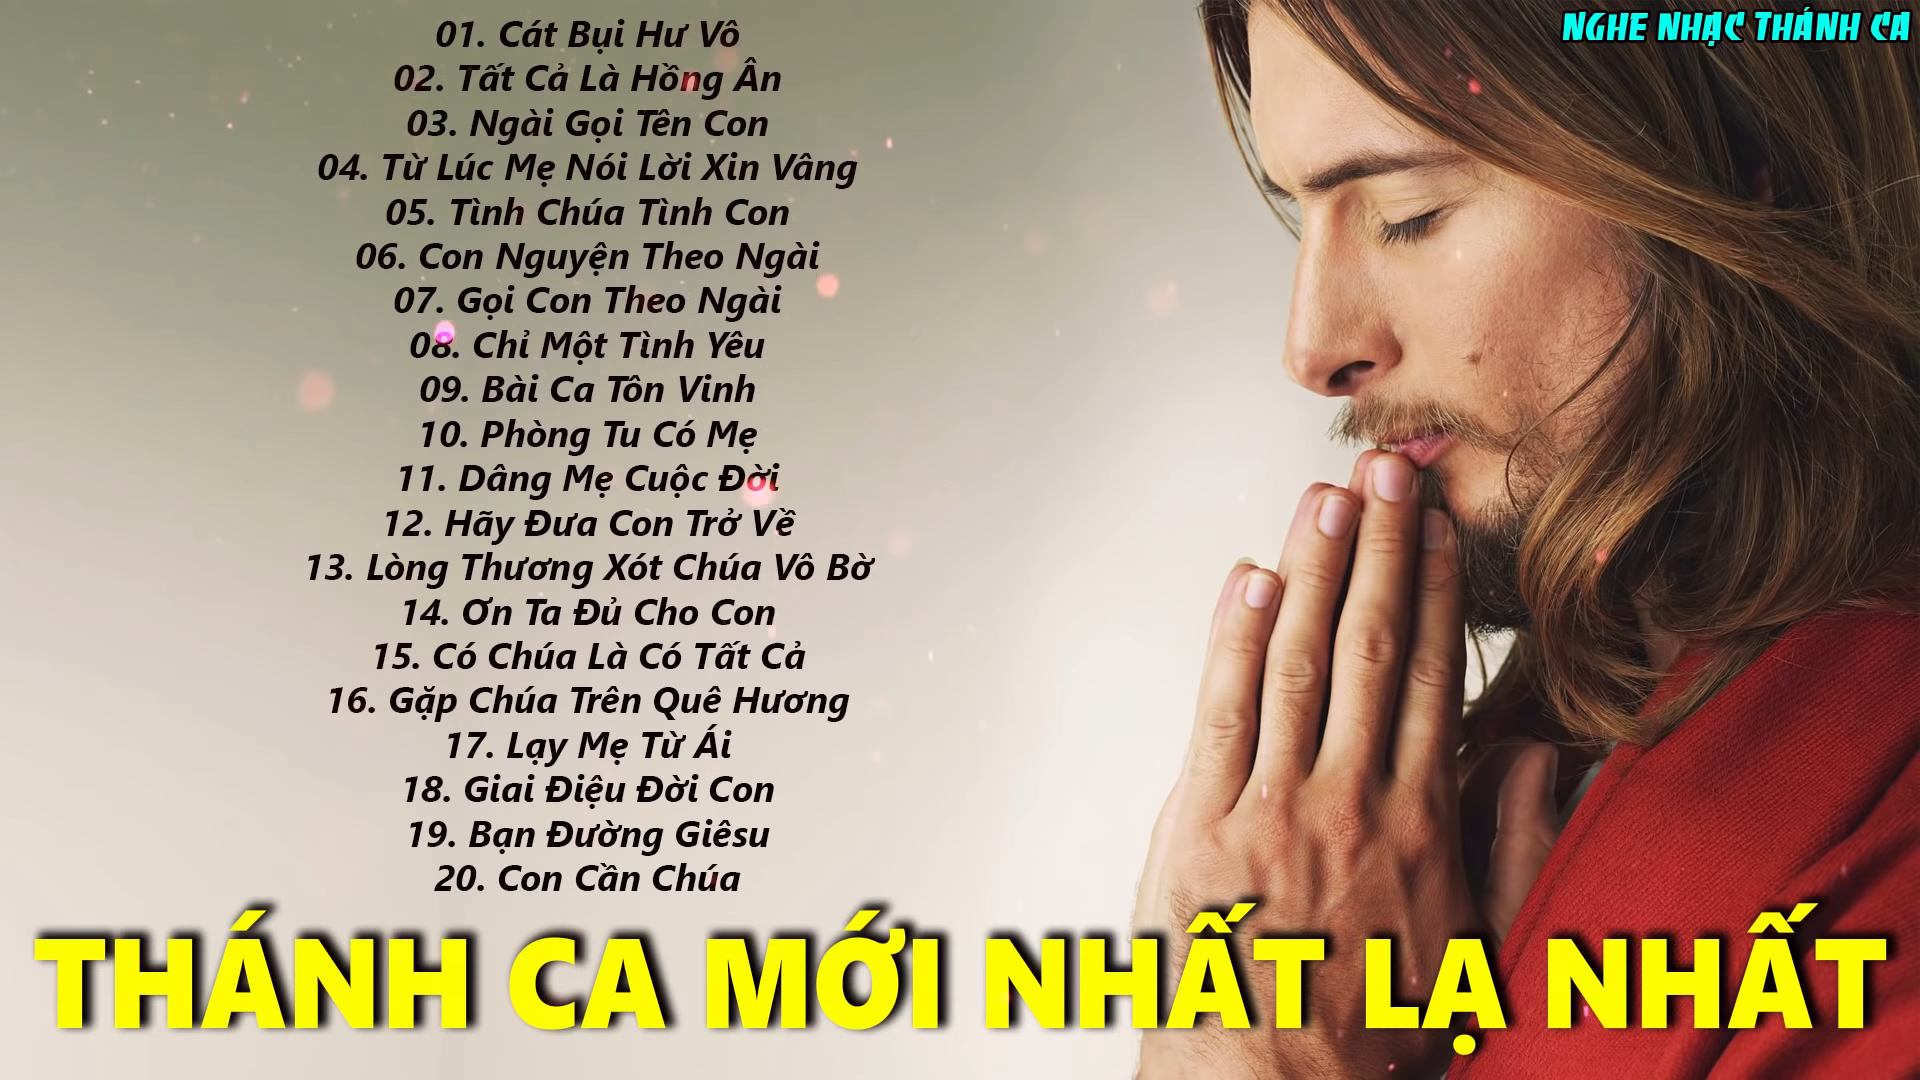 NGHE NHẠC THÁNH CA
01. Cát Bụi Hư Vô
02. Tất Cả Là Hồng Ân
03. Ngài Gọi Tên Con
04. Từ Lúc Mẹ Nói Lời Xin Vâng
05. Tình Chúa Tình Con
06. Con Nguyện Theo Ngài
07. Gọi Con Theo Ngài
08. Chỉ Một Tình Yêu
09. Bài Ca Tôn Vinh
10. Phòng Tu Có Mẹ
11. Dâng Mẹ Cuộc Đời
12. Hãy Đưa Con Trở Về
13. Lòng Thương Xót Chúa Vô Bờ
14. Ơn Ta Đủ Cho Con
15. Có Chúa Là Có Tất Cả
16. Gặp Chúa Trên Quê Hương
17. Lạy Mẹ Từ Ái
18. Giai Điệu Đời Con
19. Bạn Đường Giêsu
20. Con Cần Chúa
THÁNH CA MỚI NHẤT LẠ NHẤT